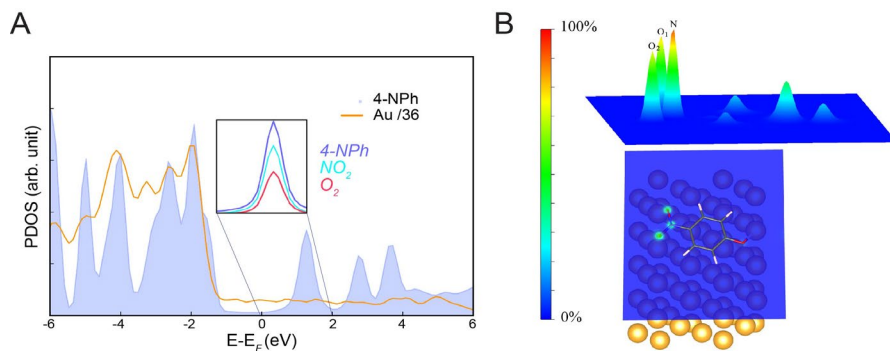 A
PDOS (arb. unit)
4-NPh
Au /36
4-NPh
NO₂
O₂
-6
-4
-2
0
2
4
6
E-E_F (eV)
B
100%
0%
O₂
O₁
N